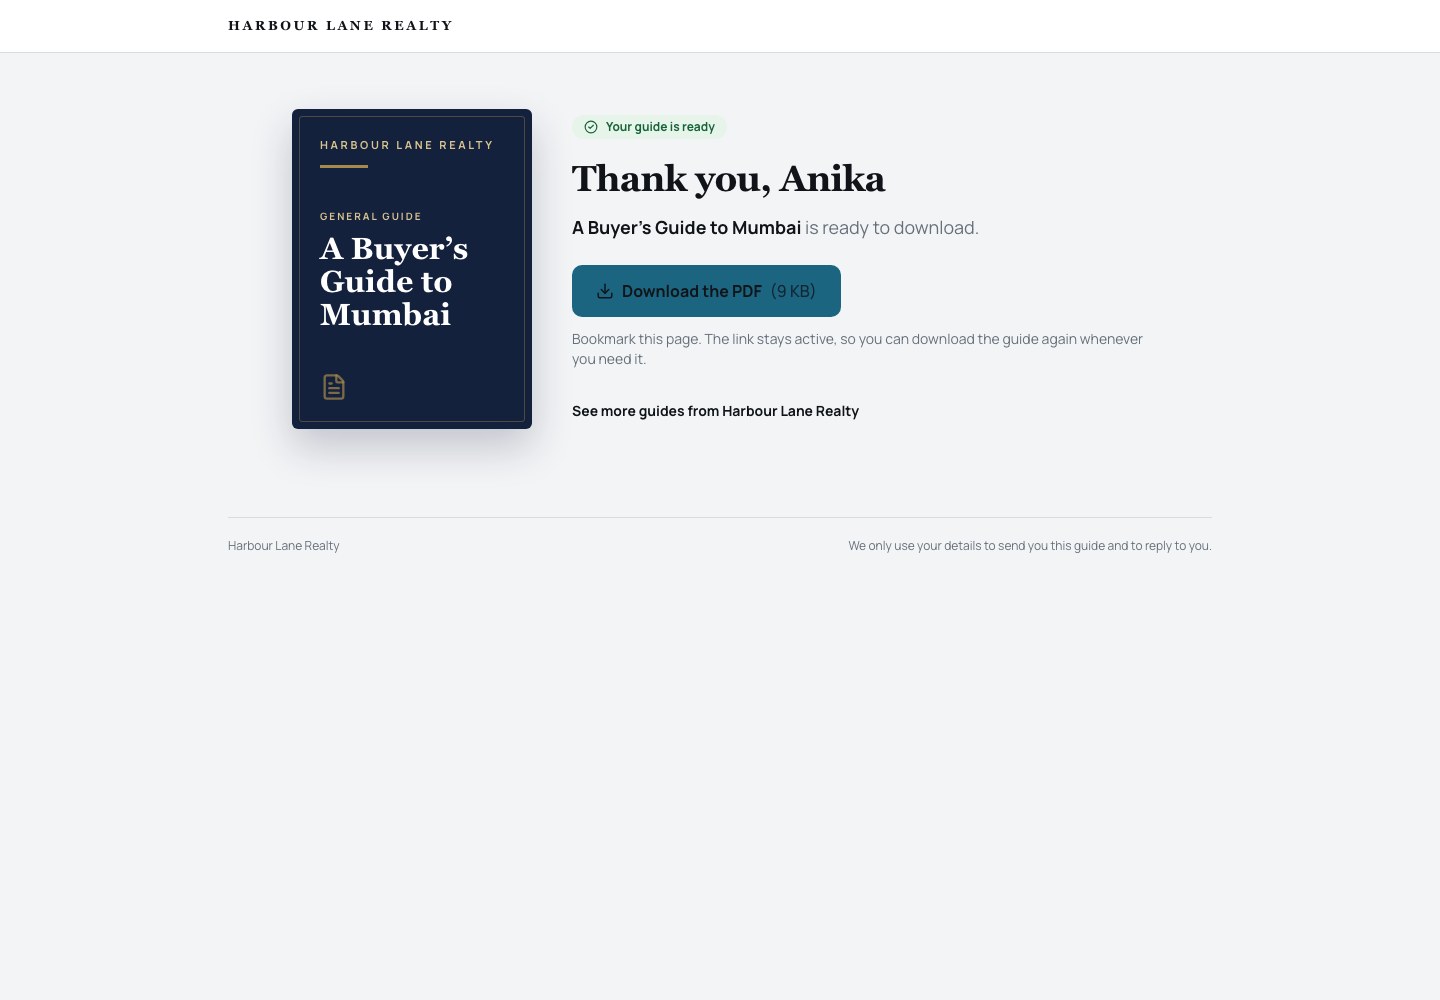 HARBOUR LANE REALTY
HARBOUR LANE REALTY
GENERAL GUIDE
A Buyer’s
Guide to
Mumbai
Your guide is ready
Thank you, Anika
A Buyer’s Guide to Mumbai is ready to download.
Download the PDF (9 KB)
Bookmark this page. The link stays active, so you can download the guide again whenever
you need it.
See more guides from Harbour Lane Realty
Harbour Lane Realty
We only use your details to send you this guide and to reply to you.